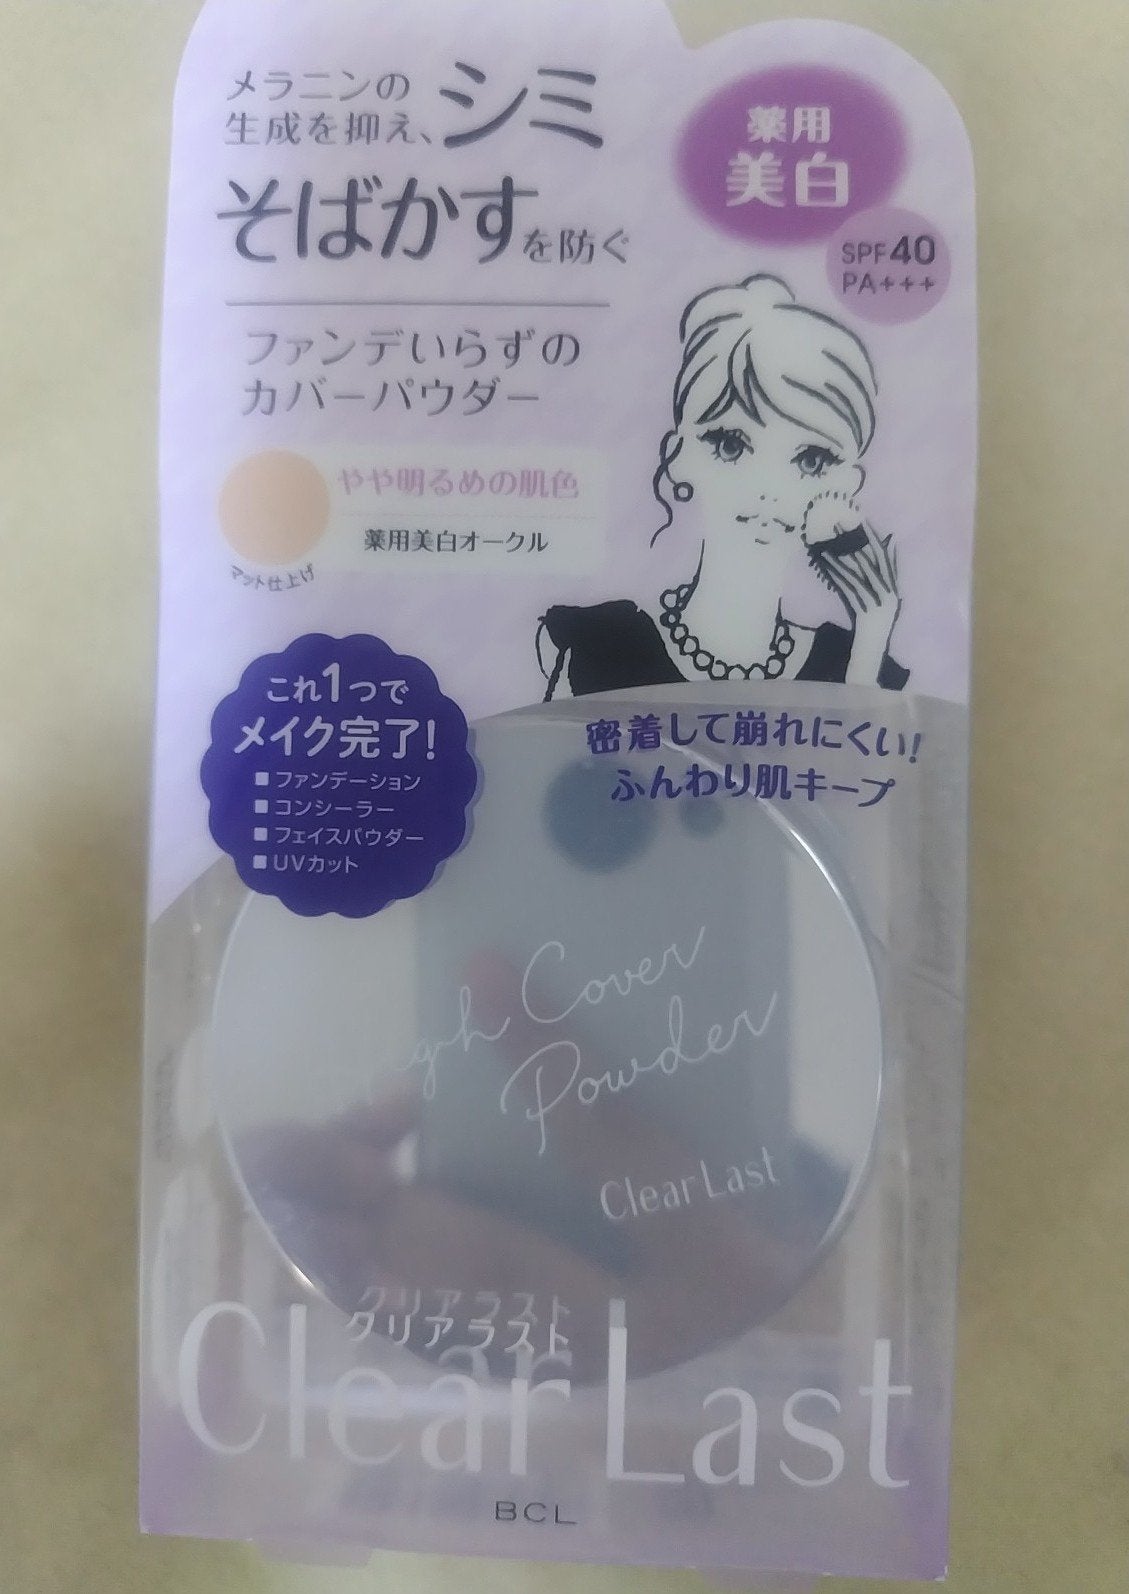 メラニンの
生成を抑え、シミ
そばかすを防ぐ
薬用
美白
SPF40
PA+++
ファンデいらずの
カバーパウダー
やや明るめの肌色
薬用美白オークル
マット仕上げ
これ1つで
メイク完了!
■ファンデーション
■コンシーラー
■フェイスパウダー
■UVカット
密着して崩れにくい!
ふんわり肌キープ
Cover
Powder
Clear Last
クリアラスト
Clear Last
BCL